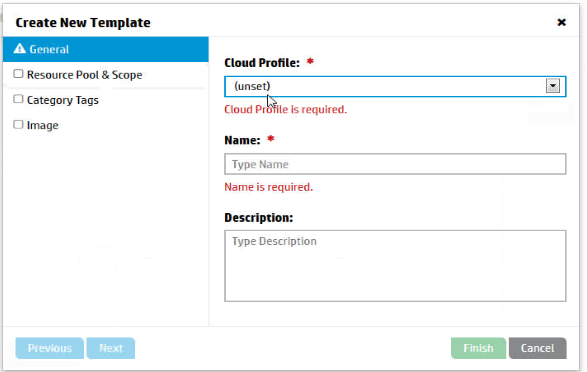 Create New Template
General
Resource Pool & Scope
Category Tags
Image
Cloud Profile: *
(unset)
Cloud Profile is required.
Name: *
Type Name
Name is required.
Description:
Type Description
Previous Next Finish Cancel